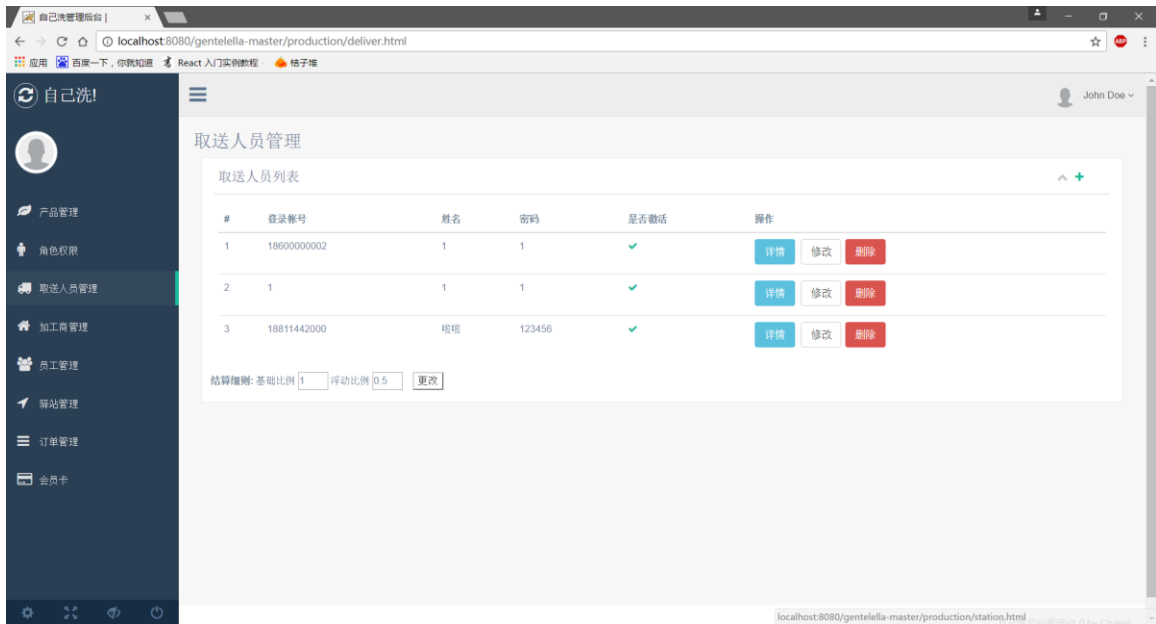 自己洗管理后台 |
localhost:8080/gentelella-master/production/deliver.html
应用 百度一下，你就知道 React 入门实例教程 桔子堆
自己洗!
John Doe
取送人员管理
取送人员列表
产品管理
角色权限
取送人员管理
加工商管理
员工管理
驿站管理
订单管理
会员卡
# 登录帐号 姓名 密码 是否激活 操作
1 18600000002 1 1 详情 修改 删除
2 1 1 1 详情 修改 删除
3 18811442000 啦啦 123456 详情 修改 删除
结算细则: 基础比例 1 浮动比例 0.5 更改
localhost:8080/gentelella-master/production/station.html